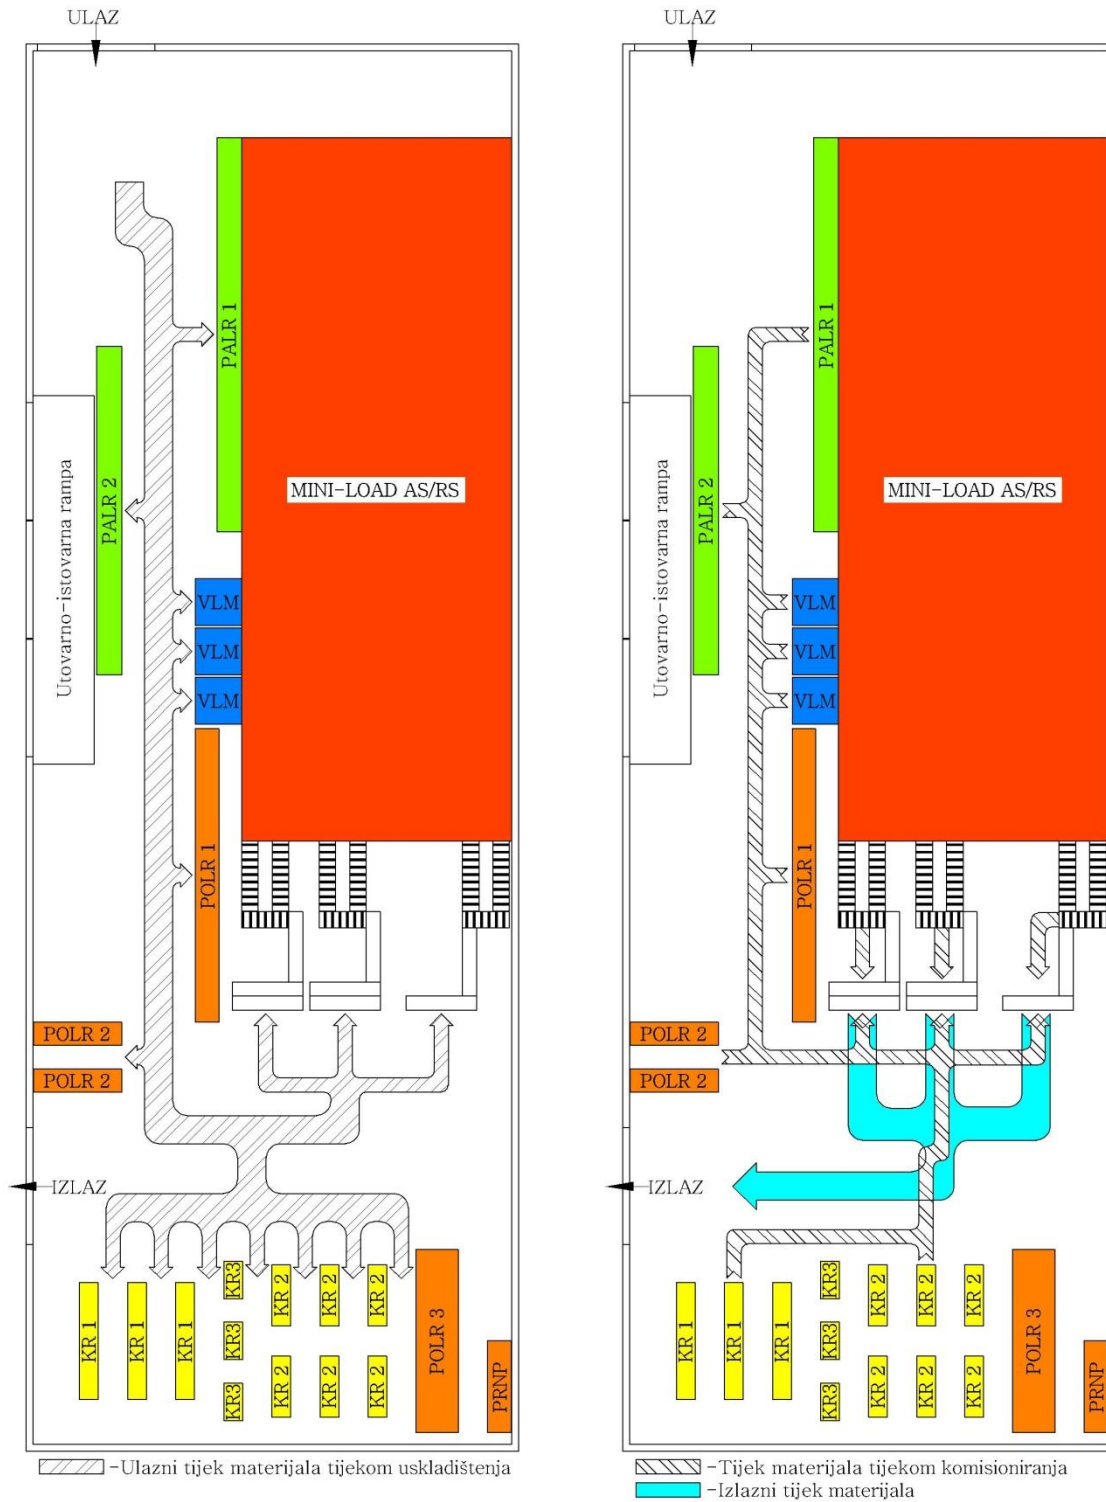 ULAZ
PALR 1
MINI-LOAD AS/RS
PALR 2
Utovarno-istovarna rampa
VLM
VLM
VLM
POLR 1
POLR 2
POLR 2
IZLAZ
KR 1
KR 1
KR 1
KR3
KR3
KR3
KR 2
KR 2
KR 2
KR 2
KR 2
KR 2
POLR 3
PRNP
-Ulazni tijek materijala tijekom uskladištenja
ULAZ
PALR 1
MINI-LOAD AS/RS
PALR 2
Utovarno-istovarna rampa
VLM
VLM
VLM
POLR 1
POLR 2
POLR 2
IZLAZ
KR 1
KR 1
KR 1
KR3
KR3
KR3
KR 2
KR 2
KR 2
KR 2
KR 2
KR 2
POLR 3
PRNP
-Tijek materijala tijekom komisioniranja
-Izlazni tijek materijala